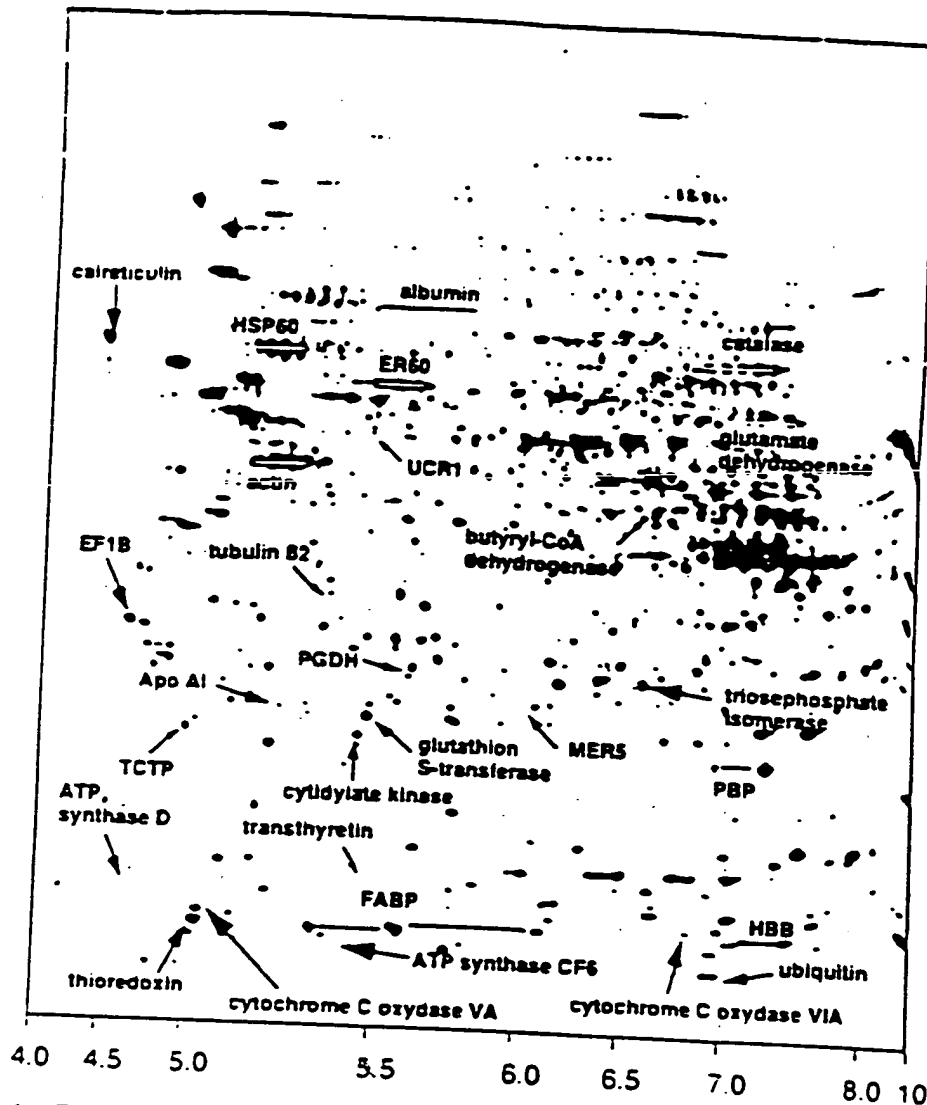 calreticulin
albumin
HSP60
catalase
ER60
glutamate
dehydrogenase
UCR1
actin
butyryl-CoA
dehydrogenase
EF1B
tubulin B2
PGDH
Apo AI
triosephosphate
isomerase
glutathion
S-transferase
MER5
TCTP
cytidylate kinase
PBP
ATP
synthase D
transthyretin
FABP
HBB
ATP synthase CF6
ubiquitin
thioredoxin
cytochrome C oxydase VA
cytochrome C oxydase VIA
4.0 4.5 5.0 5.5 6.0 6.5 7.0 8.0 10